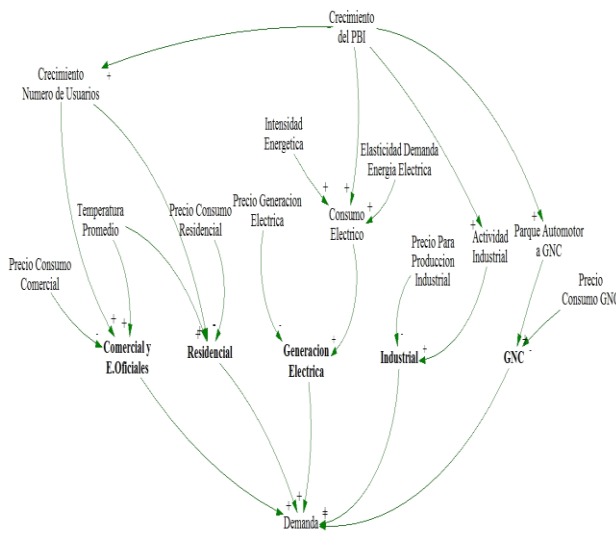 Crecimiento
del PBI
Crecimiento
Numero de Usuarios
+
Intensidad
Energetica
Elasticidad Demanda
Energia Electrica
Precio Generacion
Electrica
+
+
+
Consumo
Electrico
Temperatura
Promedio
Precio Consumo
Residencial
Precio Para
Produccion
Industrial
+
Actividad
Industrial
+
Parque Automotor
a GNC
Precio Consumo
Comercial
Precio
Consumo GNC
-
+
+
Comercial y
E.Oficiales
+
-
Residencial
-
+
Generacion
Electrica
-
+
Industrial
+
-
GNC
+
+
+
+
Demanda